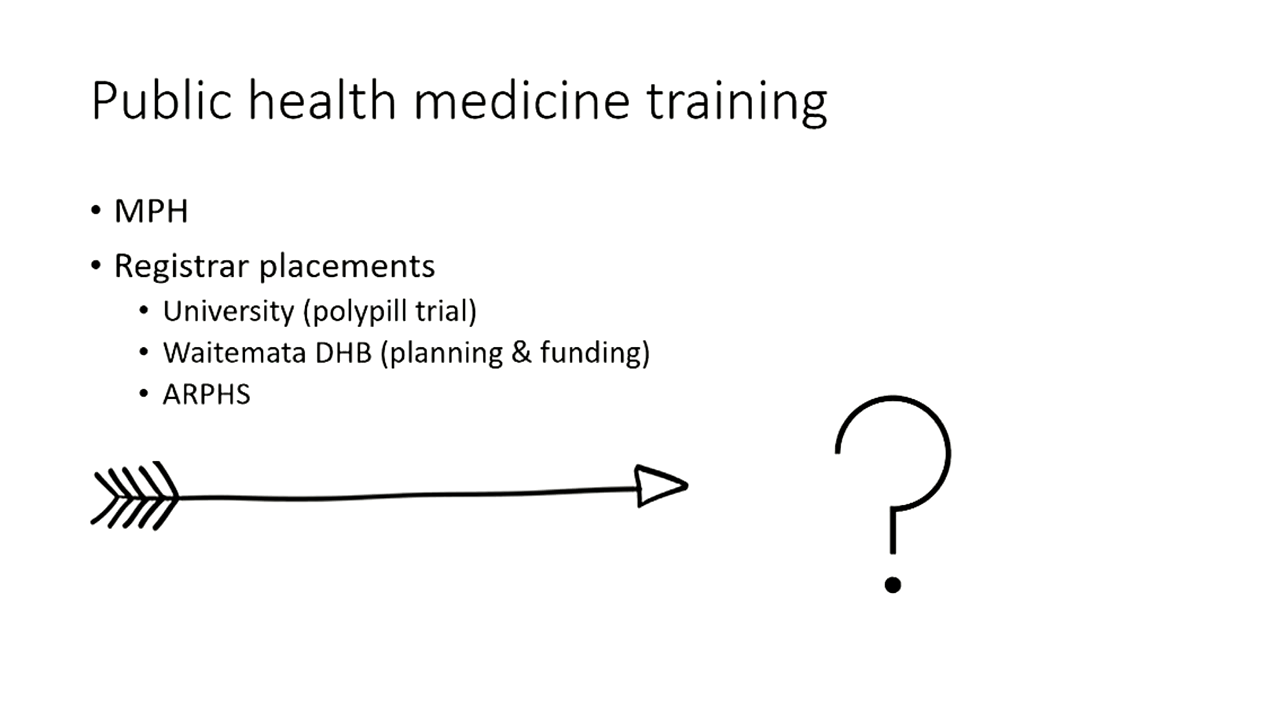 Public health medicine training
• MPH
• Registrar placements
• University (polypill trial)
• Waitemata DHB (planning & funding)
• ARPHS
?